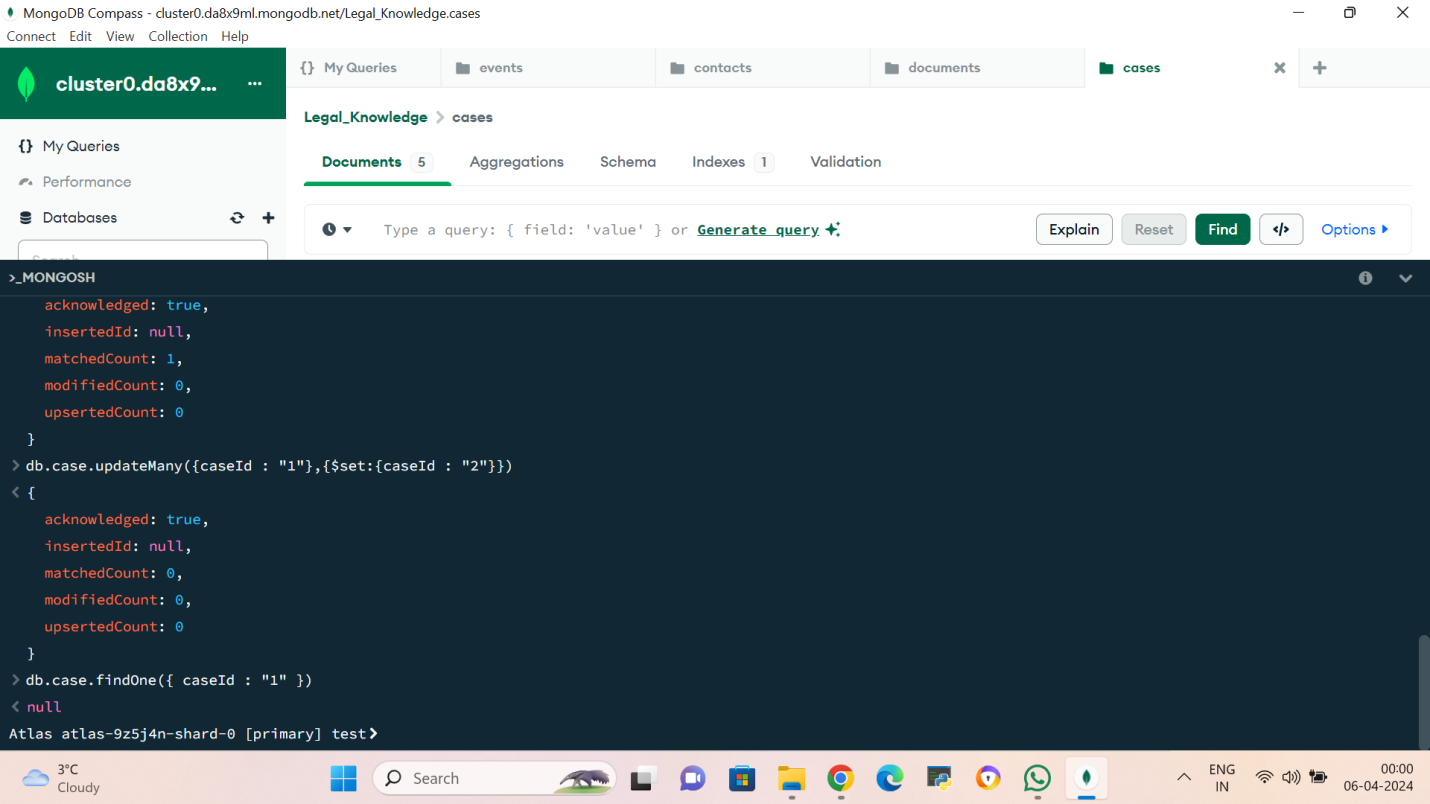 MongoDB Compass - cluster0.da8x9ml.mongodb.net/Legal_Knowledge.cases
Connect Edit View Collection Help
cluster0.da8x9... ...
{} My Queries
events
contacts
documents
cases
Legal_Knowledge > cases
{} My Queries
Performance
Databases
Search
Documents 5 Aggregations Schema Indexes 1 Validation
Type a query: { field: 'value' } or Generate query
Explain Reset Find </> Options
>_MONGOSH
acknowledged: true,
insertedId: null,
matchedCount: 1,
modifiedCount: 0,
upsertedCount: 0
}
> db.case.updateMany({caseId : "1"},{$set:{caseId : "2"}})
< {
acknowledged: true,
insertedId: null,
matchedCount: 0,
modifiedCount: 0,
upsertedCount: 0
}
> db.case.findOne({ caseId : "1" })
< null
Atlas atlas-9z5j4n-shard-0 [primary] test>
3°C
Cloudy
Search
ENG
IN
00:00
06-04-2024